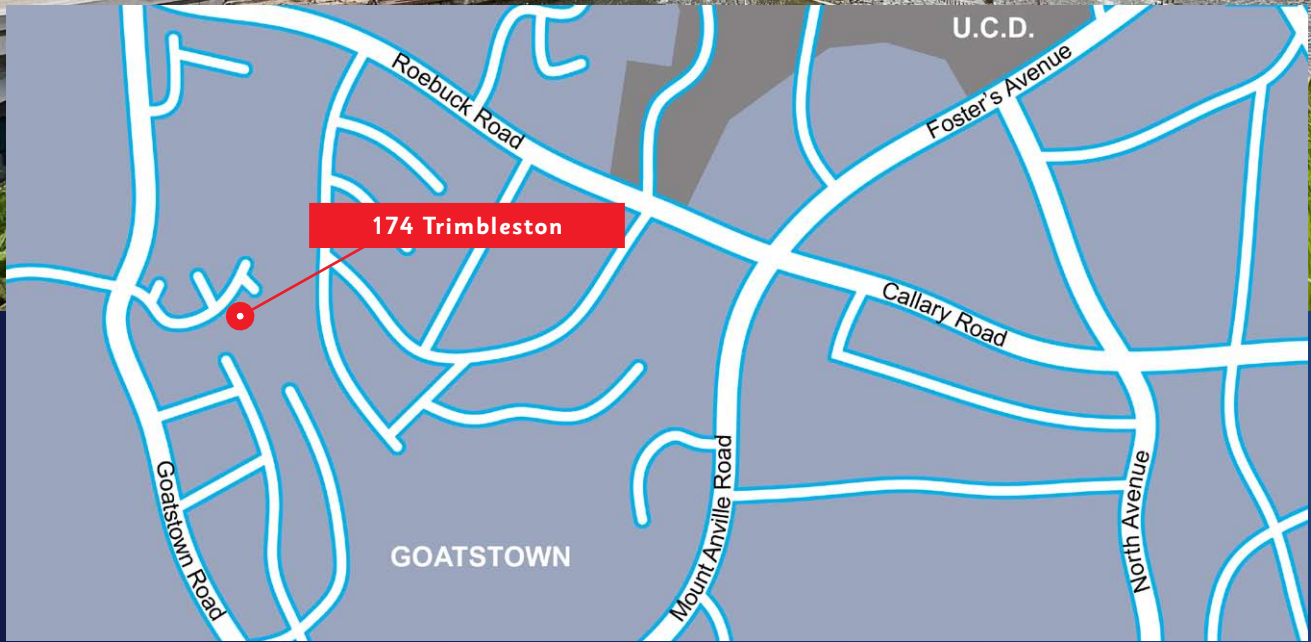 U.C.D.
Roebuck Road
Foster's Avenue
174 Trimbleston
Callary Road
Goatstown Road
GOATSTOWN
Mount Anville Road
North Avenue